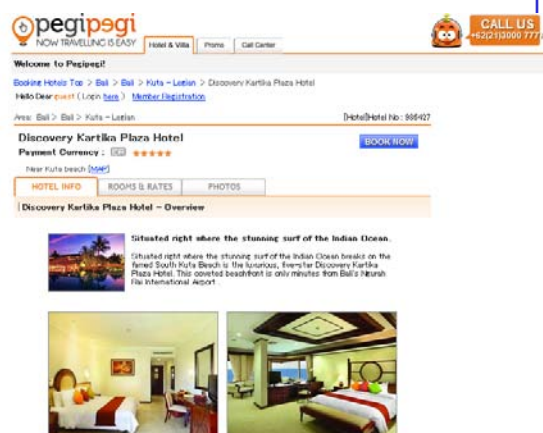 pegipegi
NOW TRAVELLING IS EASY
Hotel & Villa Promo Call Center
CALL US
+62(21)3000 777
Welcome to Pegipegi!
Booking Hotels Top > Bali > Bali > Kuta - Legian > Discovery Kartika Plaza Hotel
Hello Dear guest ( Login here ) Member Registration
Area: Bali > Bali > Kuta - Legian
[Hotel]Hotel No : 985427
Discovery Kartika Plaza Hotel
BOOK NOW
Payment Currency : IDR ★★★★★
Near Kuta beach [MAP]
HOTEL INFO ROOMS & RATES PHOTOS
Discovery Kartika Plaza Hotel - Overview
Situated right where the stunning surf of the Indian Ocean.
Situated right where the stunning surf of the Indian Ocean breaks on the
famed South Kuta Beach is the luxurious, five-star Discovery Kartika
Plaza Hotel. This coveted beachfront is only minutes from Bali's Ngurah
Rai International Airport .